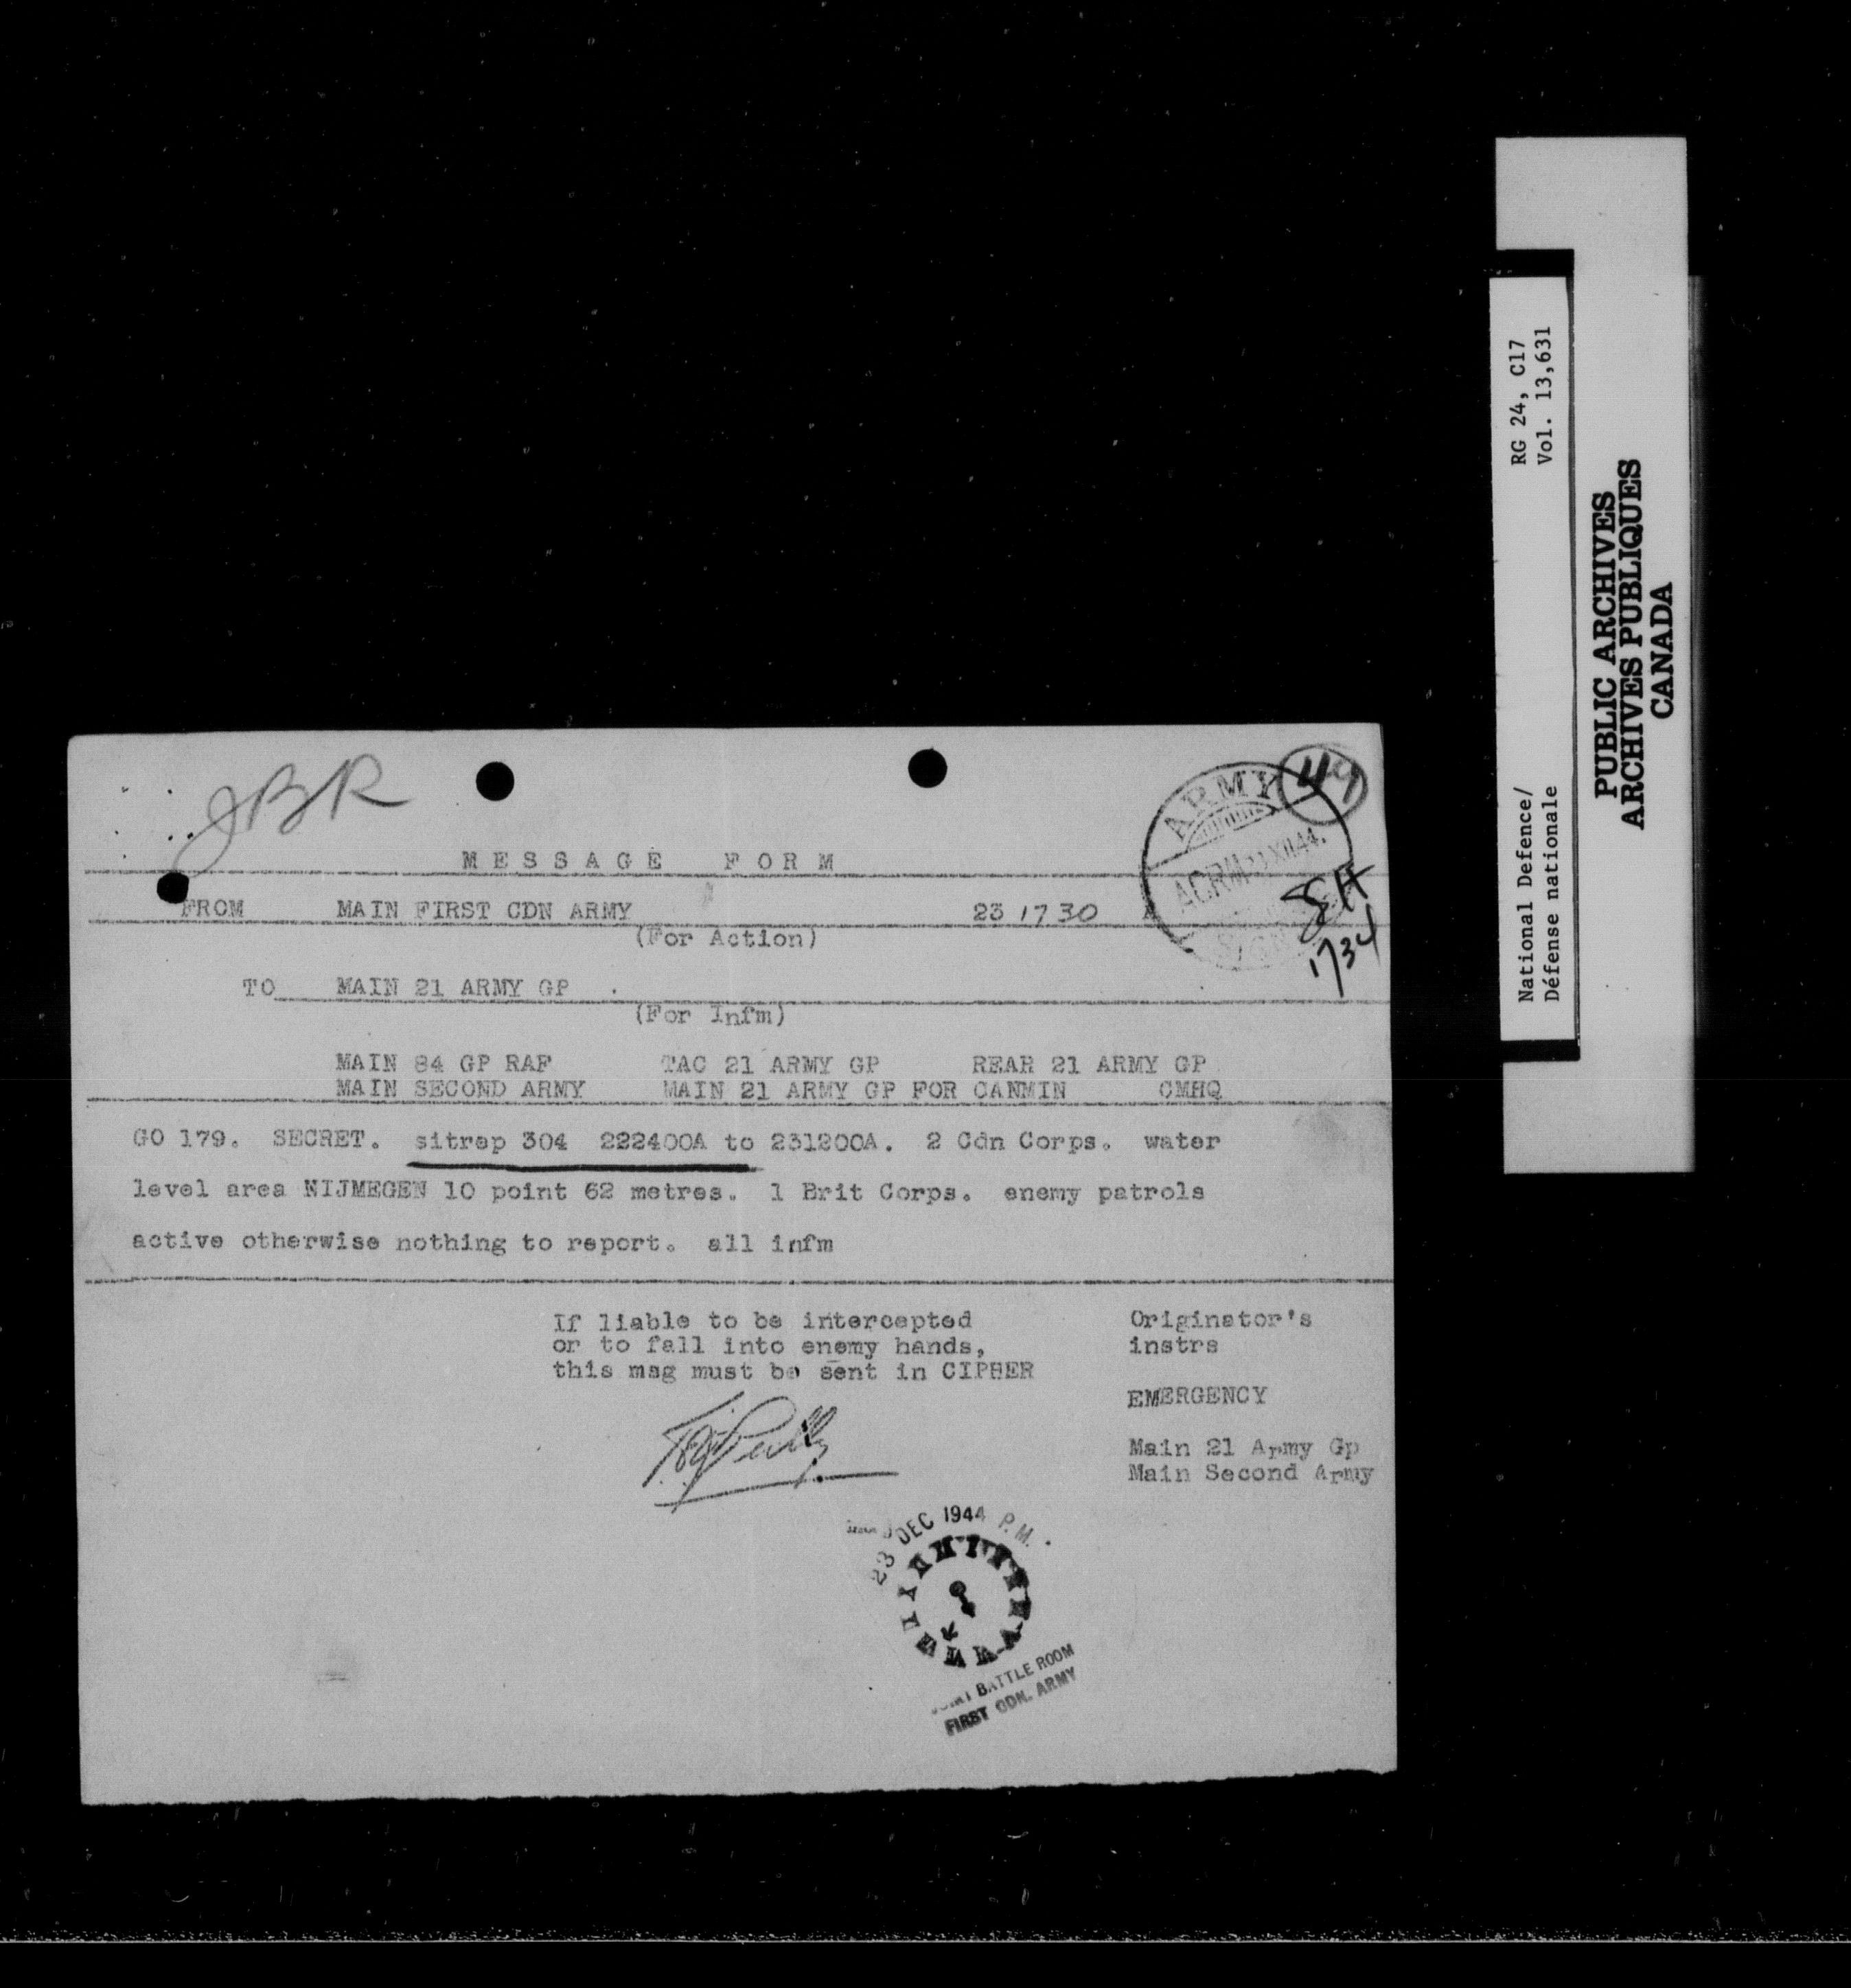 JBR
119
ARMY
MESSAGE FORM
FROM MAIN FIRST CDN ARMY 23 1730 A
(For Action)
1734
TO MAIN 21 ARMY GP .
(For Infm)
MAIN 84 GP RAF TAC 21 ARMY GP REAR 21 ARMY GP
MAIN SECOND ARMY MAIN 21 ARMY GP FOR CANMIN CMHQ
GO 179. SECRET. sitrep 304 222400A to 231200A. 2 Cdn Corps. water
level area NIJMEGEN 10 point 62 metres. 1 Brit Corps. enemy patrols
active otherwise nothing to report. all infm
If liable to be intercepted
or to fall into enemy hands,
this msg must be sent in CIPHER
Originator's
instrs
EMERGENCY
Main 21 Army Gp
Main Second Army
23 DEC 1944 P.M.
BATTLE ROOM
FIRST CDN. ARMY
National Defence/ RG 24, C17
Défense nationale Vol. 13,631
PUBLIC ARCHIVES
ARCHIVES PUBLIQUES
CANADA